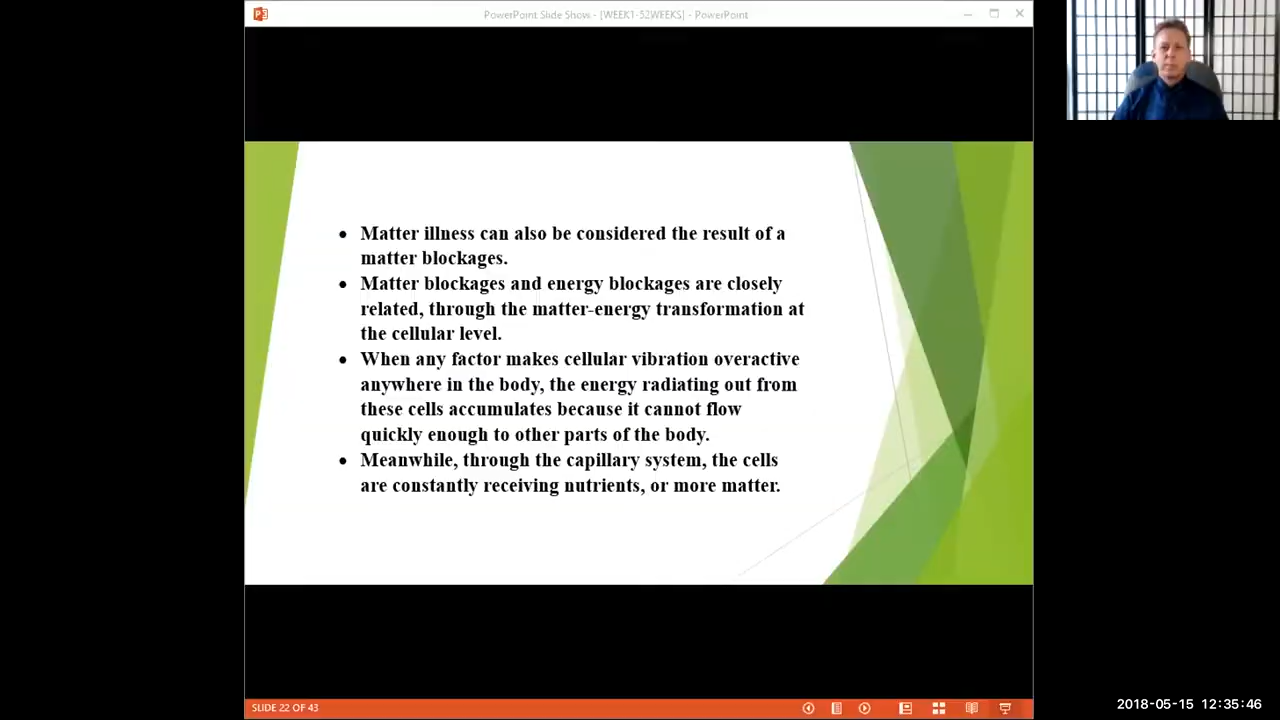 PowerPoint Slide Show - [WEEK1-52WEEKS] - PowerPoint
• Matter illness can also be considered the result of a
matter blockages.
• Matter blockages and energy blockages are closely
related, through the matter-energy transformation at
the cellular level.
• When any factor makes cellular vibration overactive
anywhere in the body, the energy radiating out from
these cells accumulates because it cannot flow
quickly enough to other parts of the body.
• Meanwhile, through the capillary system, the cells
are constantly receiving nutrients, or more matter.
SLIDE 22 OF 43
2018-05-15 12:35:46